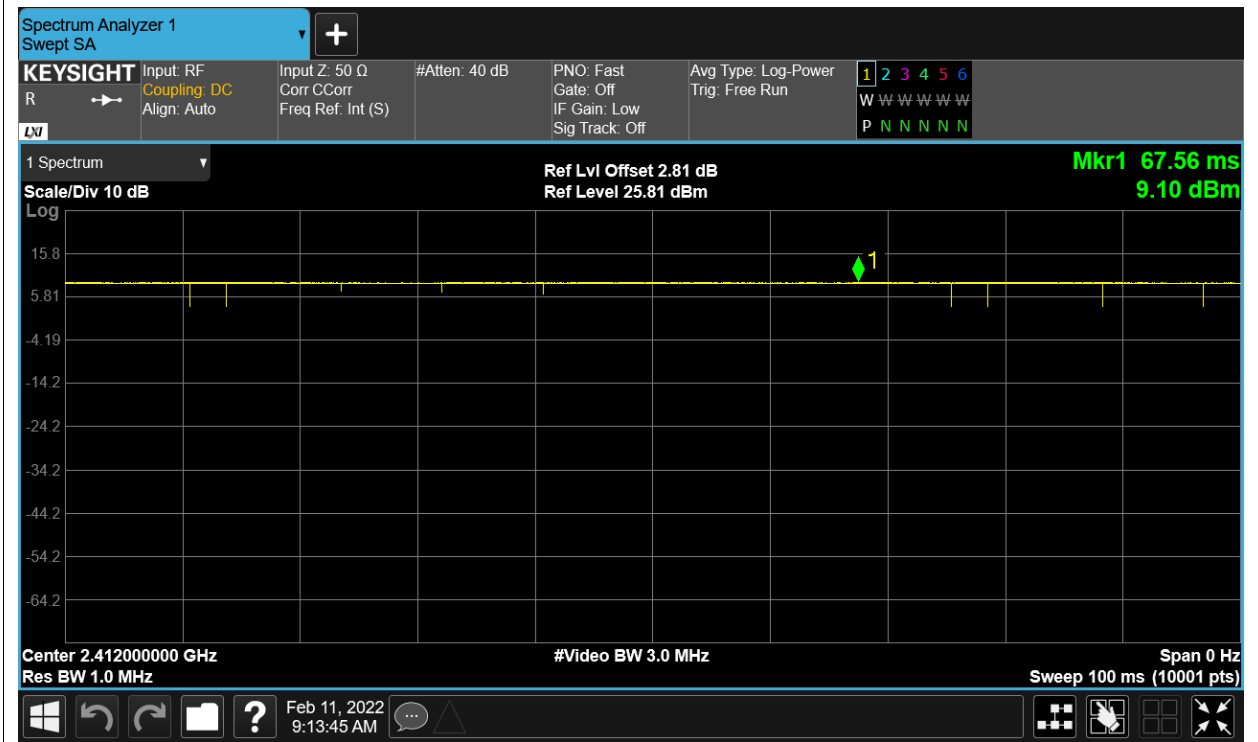 Spectrum Analyzer 1
Swept SA
+
KEYSIGHT Input: RF Input Z: 50 Ω #Atten: 40 dB PNO: Fast Avg Type: Log-Power 1 2 3 4 5 6
R Coupling: DC Corr CCorr Gate: Off Trig: Free Run W W W W W W
Align: Auto Freq Ref: Int (S) IF Gain: Low
LXI Sig Track: Off P N N N N N
1 Spectrum Ref Lvl Offset 2.81 dB Mkr1 67.56 ms
Scale/Div 10 dB Ref Level 25.81 dBm 9.10 dBm
Log
15.8
1
5.81
-4.19
-14.2
-24.2
-34.2
-44.2
-54.2
-64.2
Center 2.412000000 GHz #Video BW 3.0 MHz Span 0 Hz
Res BW 1.0 MHz Sweep 100 ms (10001 pts)
? Feb 11, 2022
9:13:45 AM